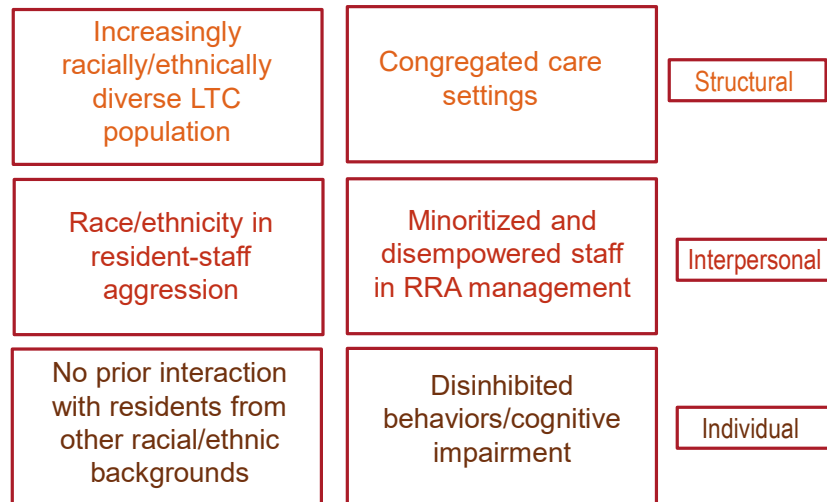 Increasingly
racially/ethnically
diverse LTC
population
Congregated care
settings
Structural
Race/ethnicity in
resident-staff
aggression
Minoritized and
disempowered staff
in RRA management
Interpersonal
No prior interaction
with residents from
other racial/ethnic
backgrounds
Disinhibited
behaviors/cognitive
impairment
Individual